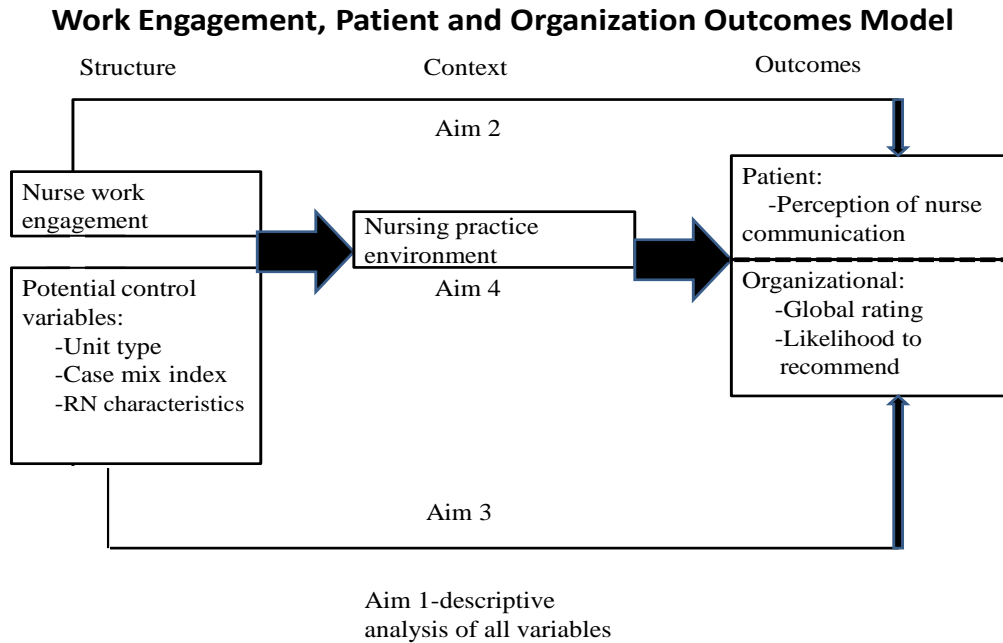 Work Engagement, Patient and Organization Outcomes Model
Structure
Context
Outcomes
Aim 2
Nurse work
engagement
Nursing practice
environment
Aim 4
Patient:
-Perception of nurse
communication
Potential control
variables:
-Unit type
-Case mix index
-RN characteristics
Organizational:
-Global rating
-Likelihood to
recommend
Aim 3
Aim 1-descriptive
analysis of all variables